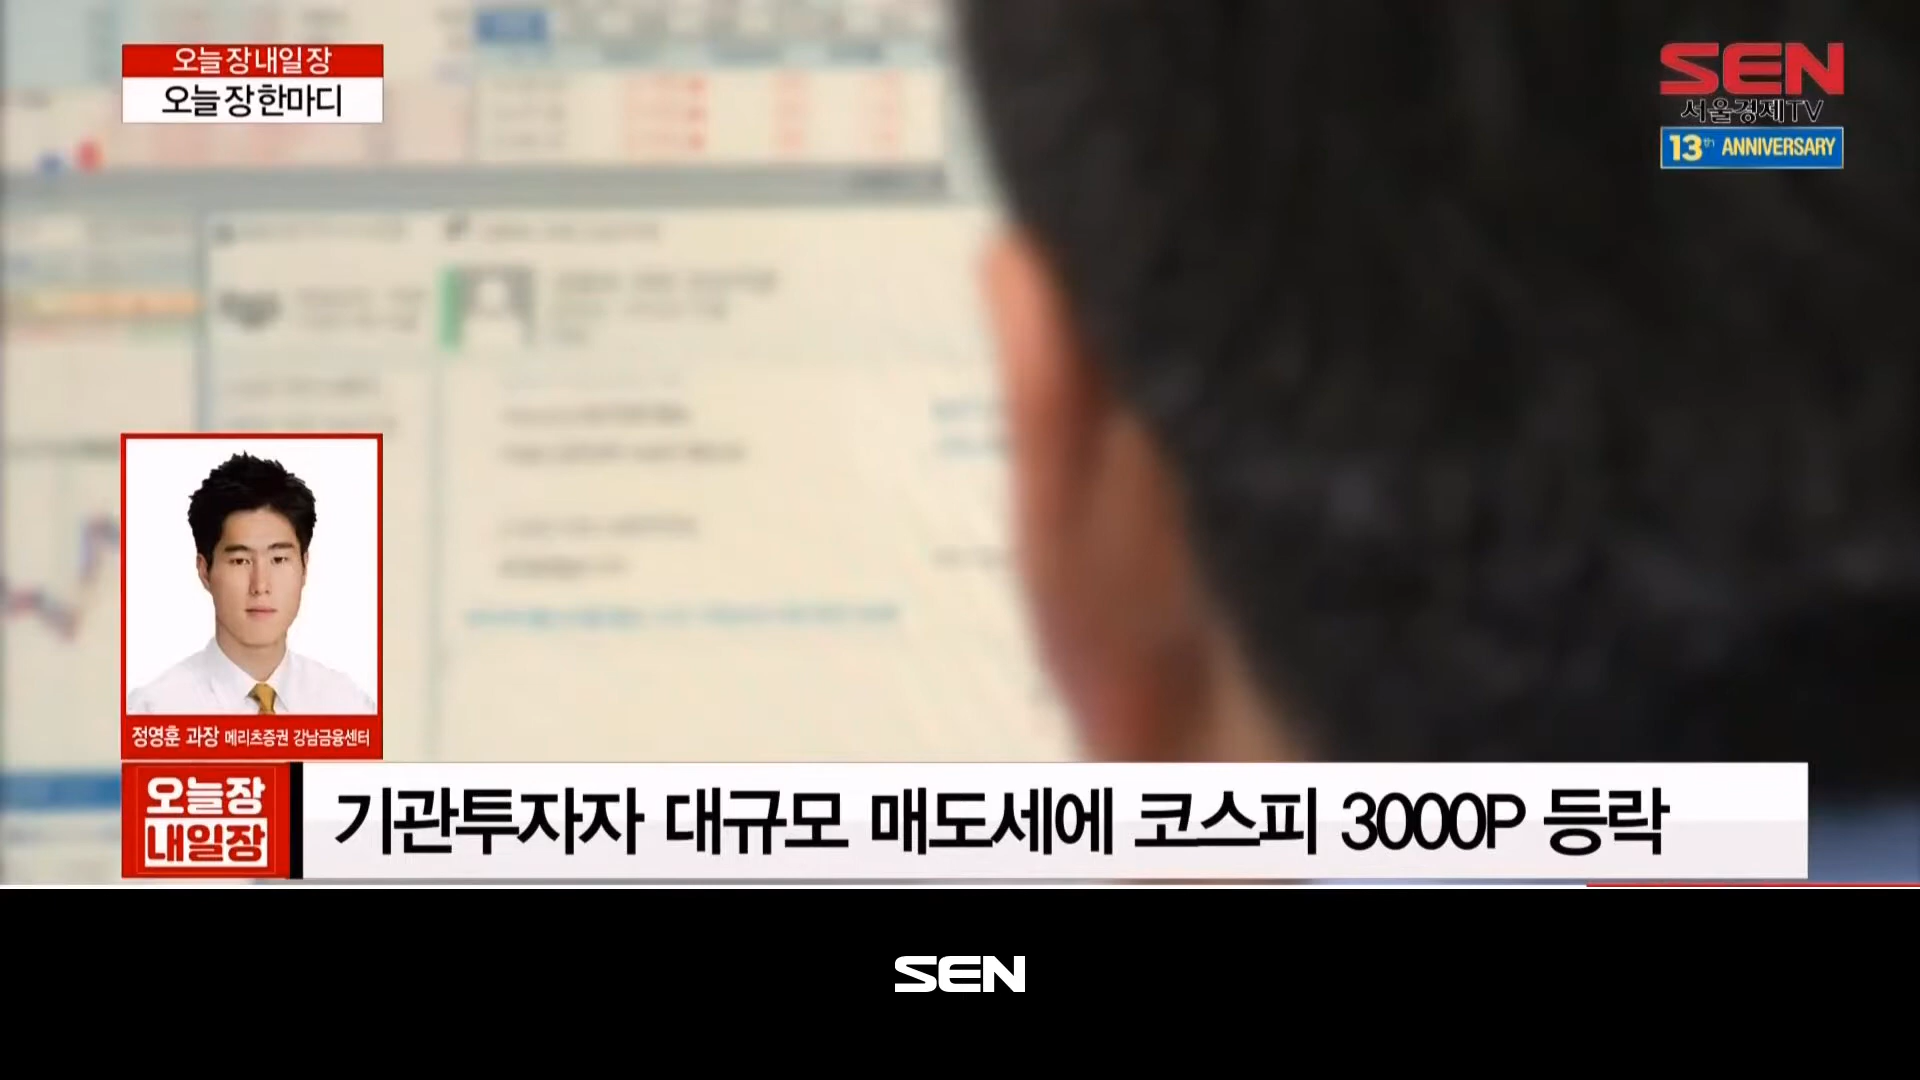 오늘장내일장
오늘장한마디
SEN
서울경제TV
13th ANNIVERSARY
정영훈 과장 메리츠증권 강남금융센터
오늘장
내일장
기관투자자 대규모 매도세에 코스피 3000P 등락
SEN